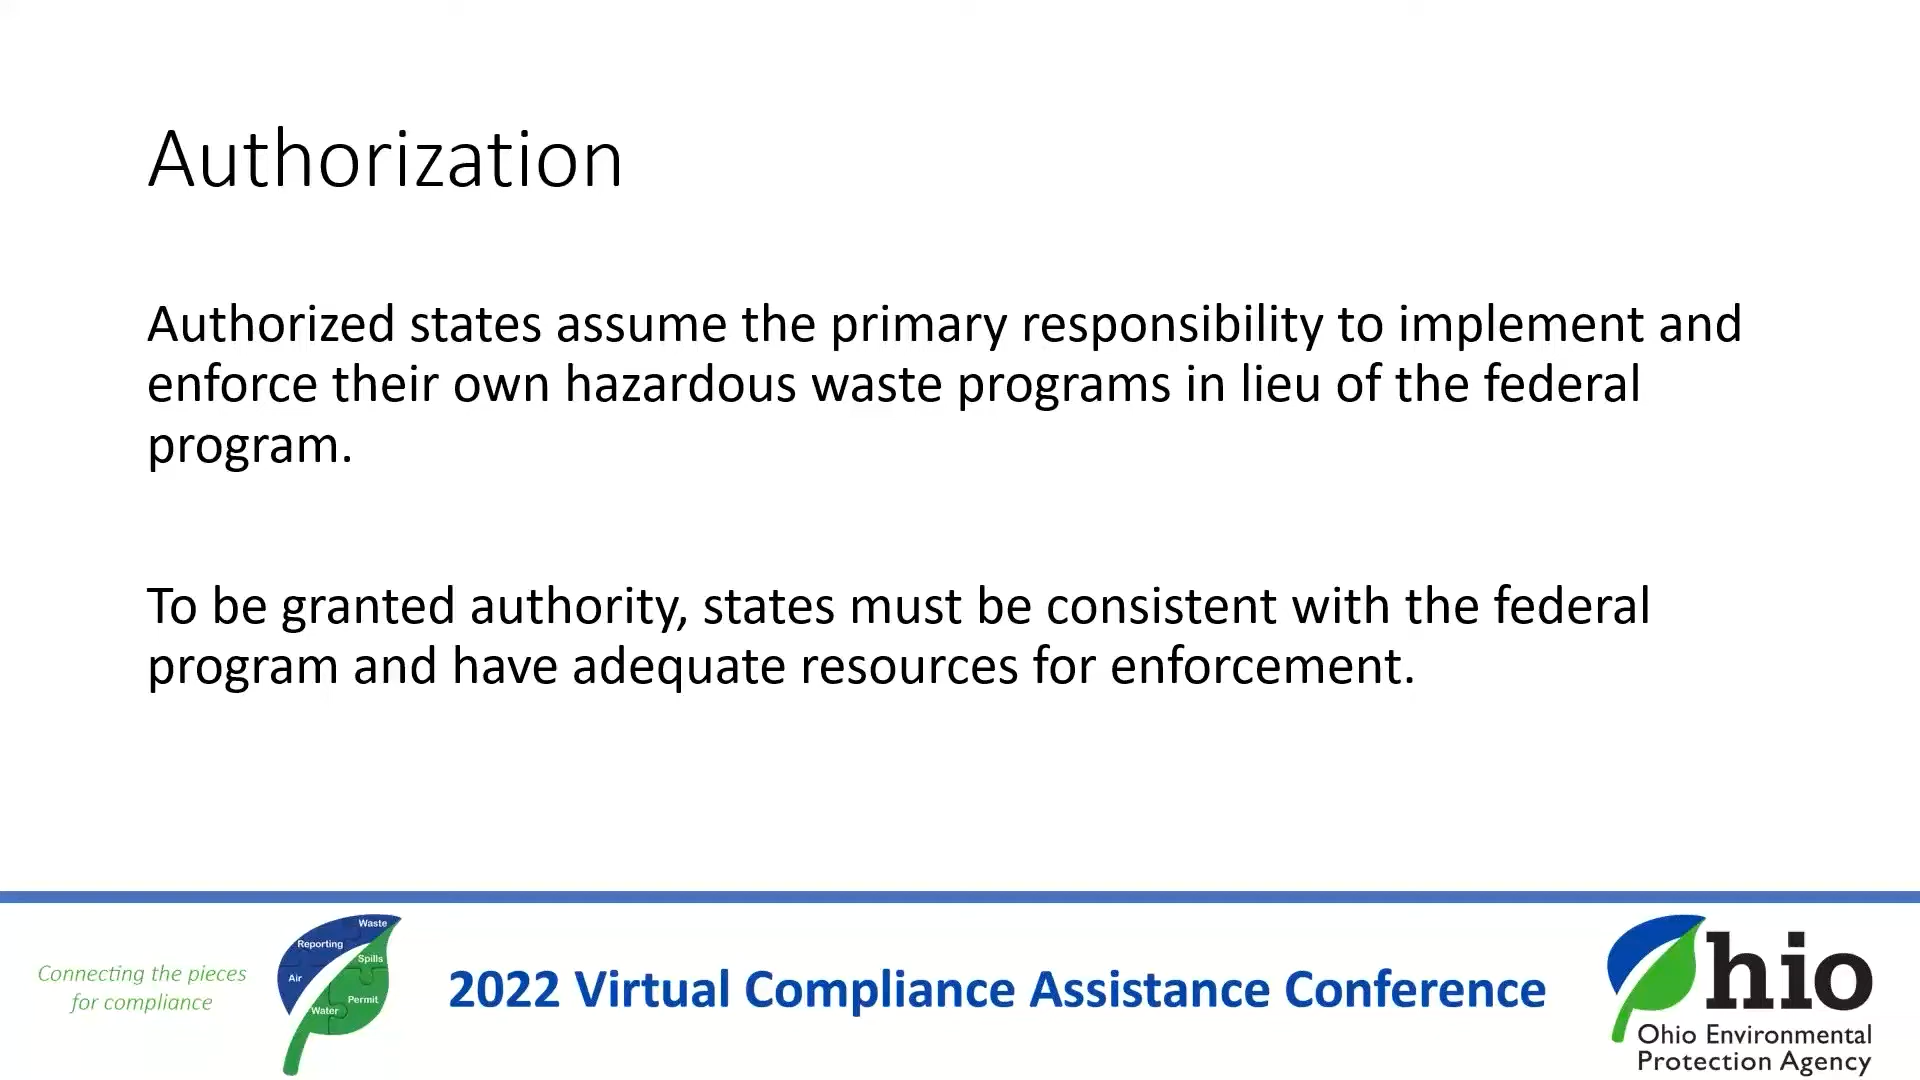 Authorization
Authorized states assume the primary responsibility to implement and
enforce their own hazardous waste programs in lieu of the federal
program.
To be granted authority, states must be consistent with the federal
program and have adequate resources for enforcement.
Connecting the pieces
for compliance
Waste
Reporting
Spills
Air
Permit
Water
2022 Virtual Compliance Assistance Conference
hio
Ohio Environmental
Protection Agency